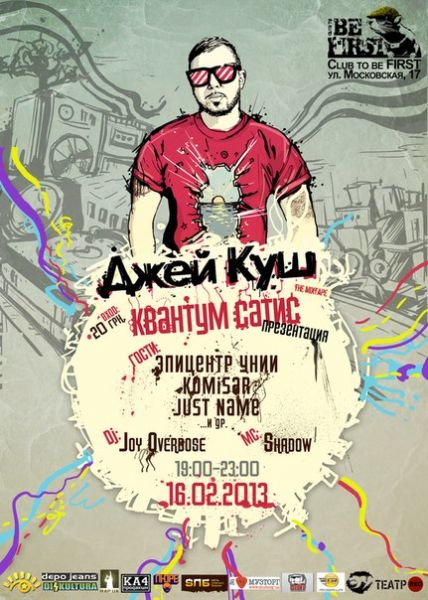 BE FIRST
CLUB TO BE FIRST
ул. Московская, 17
Джей Куш
THE MIXTAPE
ВХОД:
20 ГРН.
КВАНТУМ САТИС
ПРЕЗЕНТАЦИЯ
ГОСТИ:
ЭПИЦЕНТР УНИИ
KOMISAR
JUST NAME
...и др.
Dj: Joy Overdose MC: Shadow
19:00-23:00
16.02.2013
depo jeans
КА4
продакшн
МУЗТОРГ
ТЕАТР